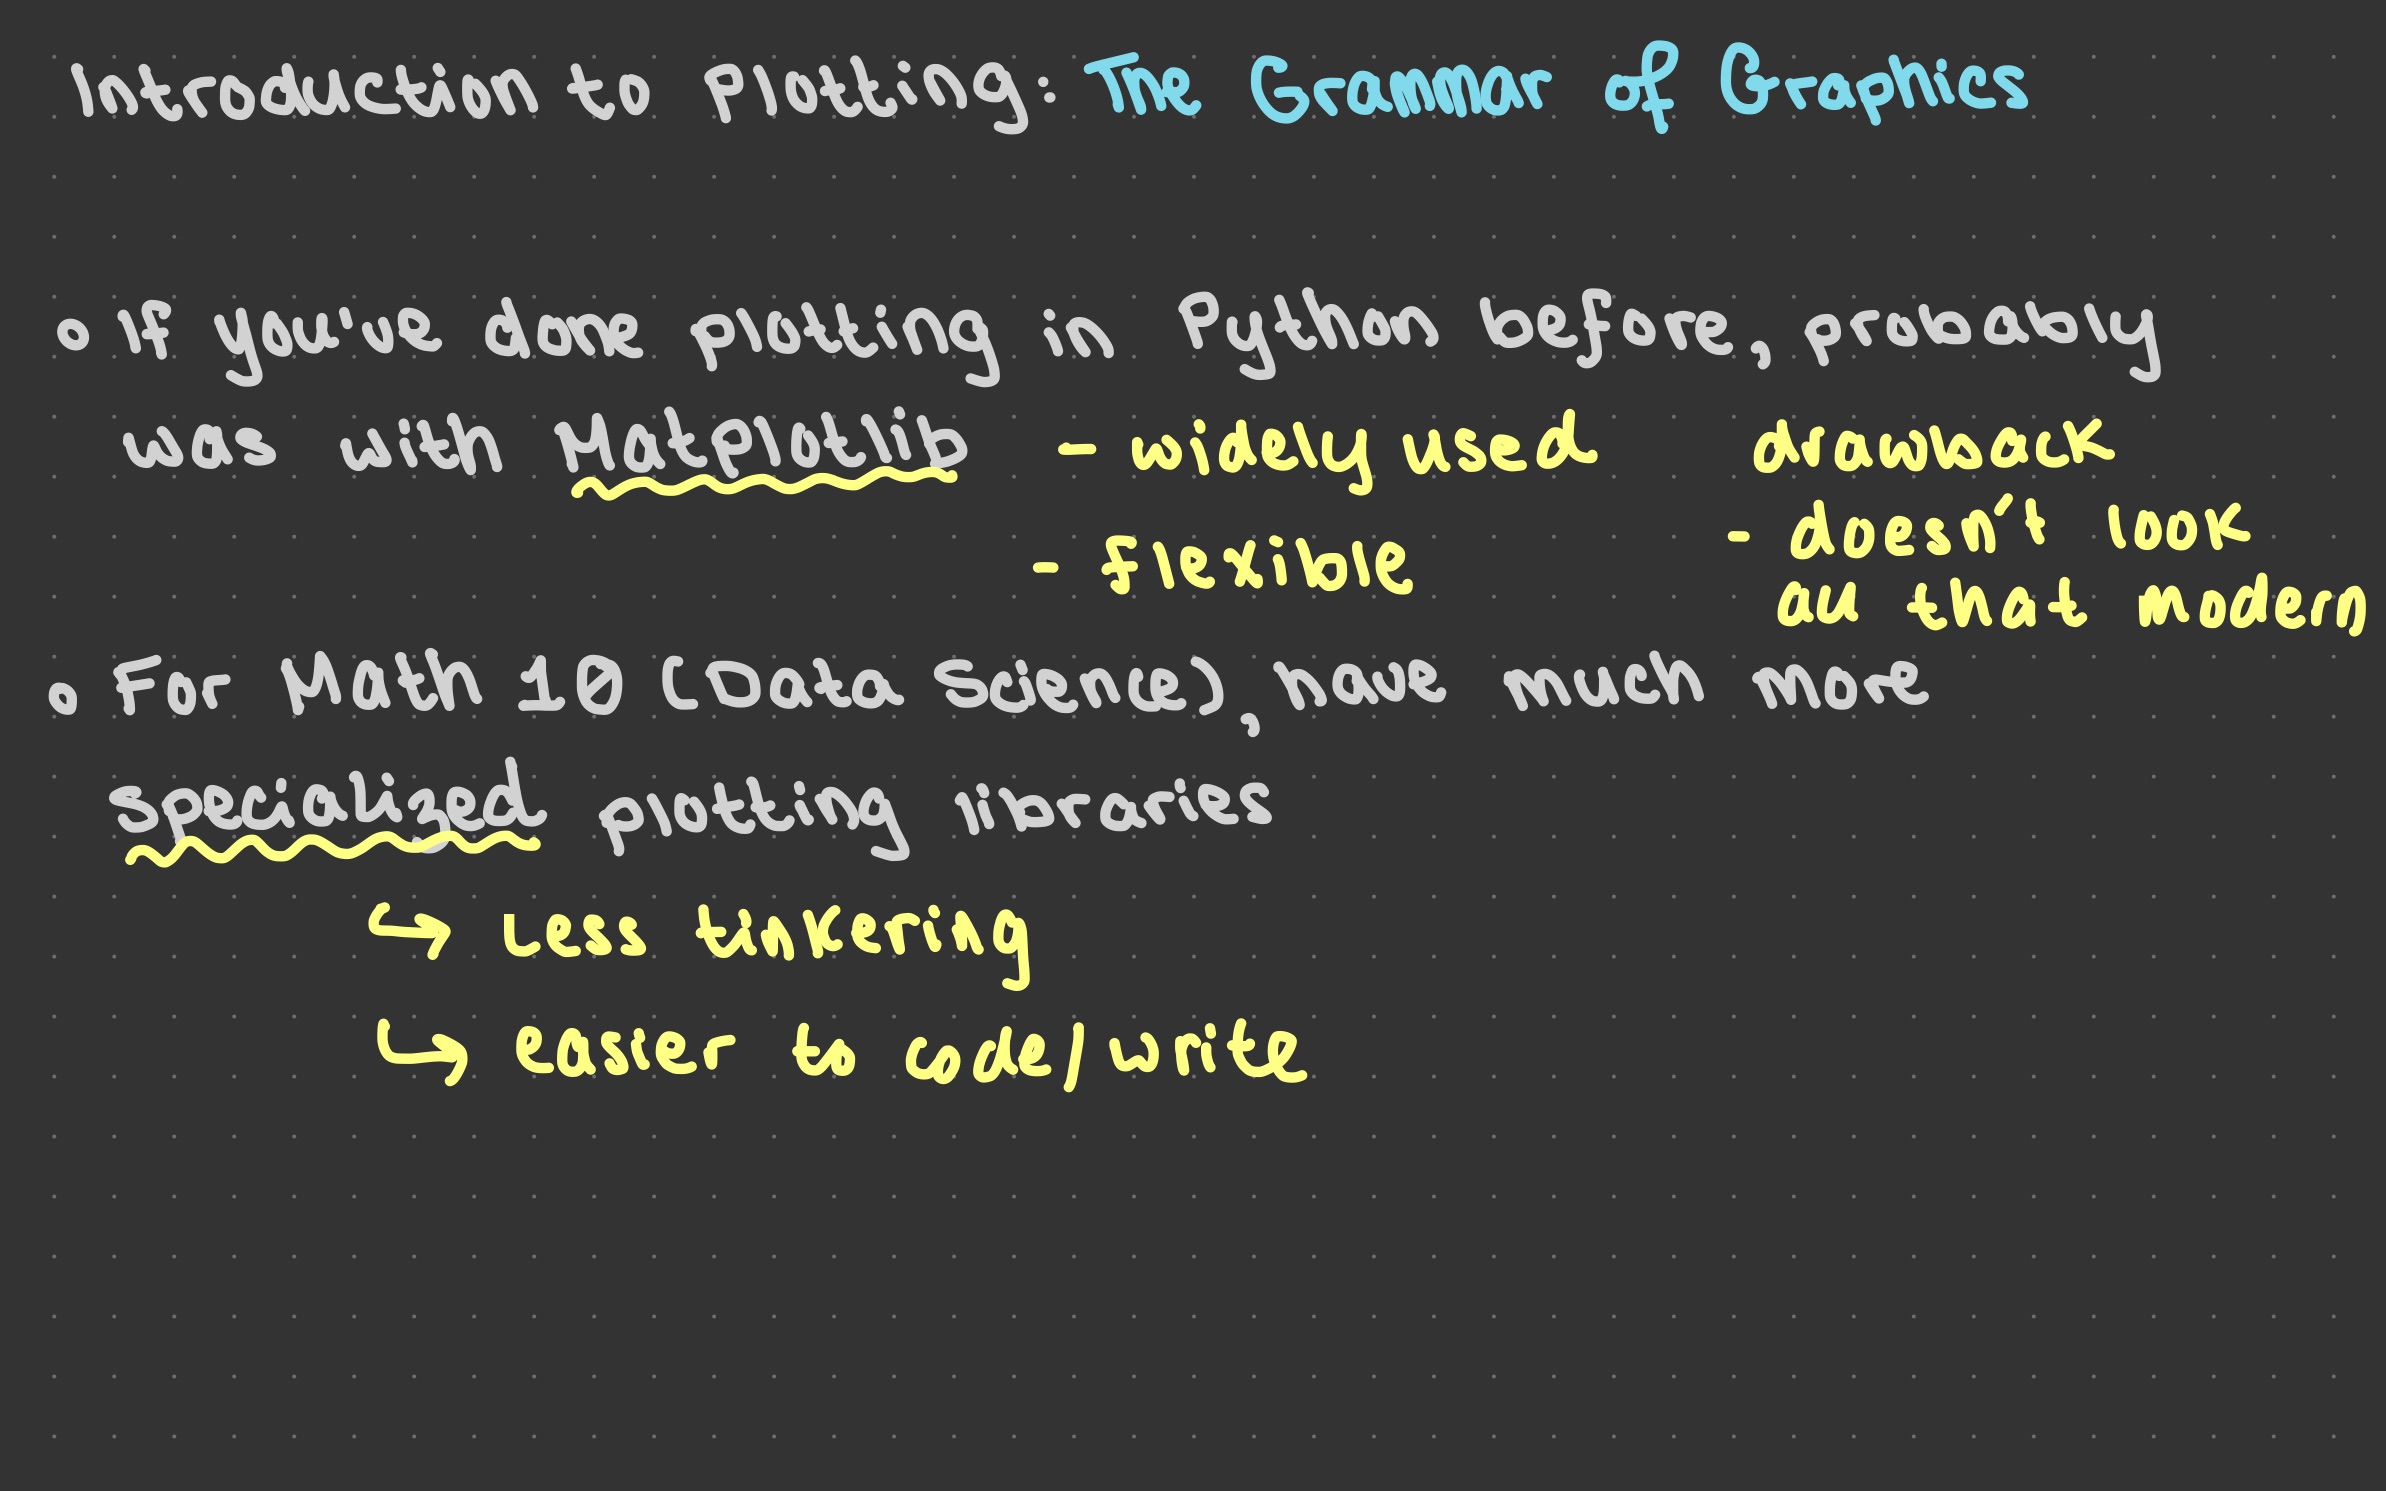 Introduction to plotting: The Grammar of Graphics
o If you've done plotting in Python before, probably
was with Matplotlib - widely used drawback
- flexible - doesn't look
all that modern
o For Math 10 (Data Science), have much more
specialized plotting libraries
↪ Less tinkering
↪ easier to code/write